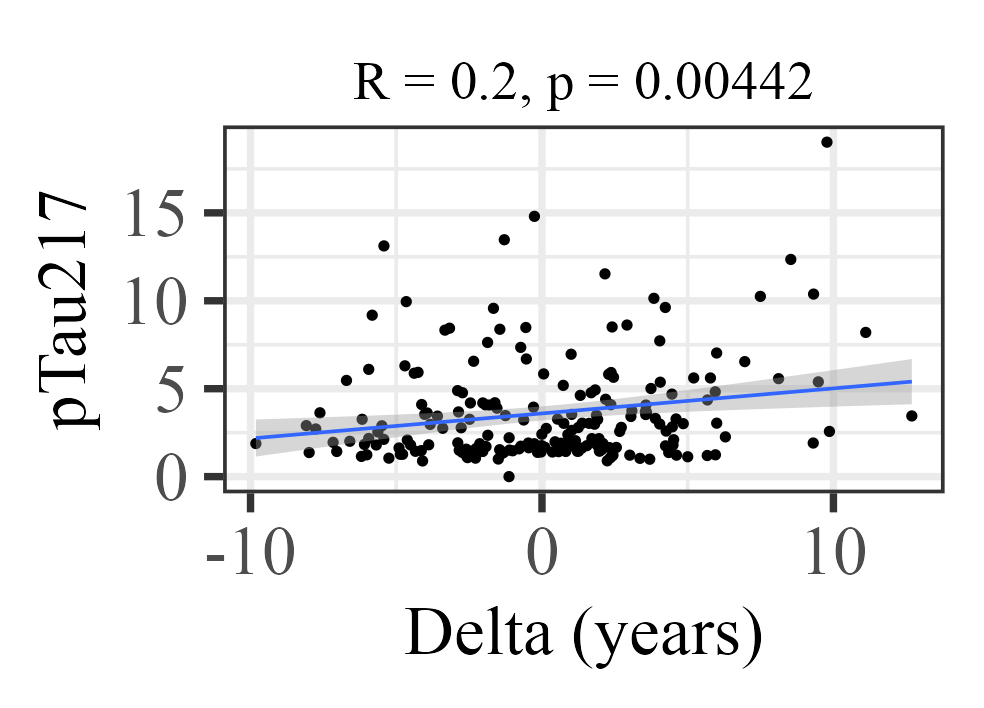 R = 0.2, p = 0.00442
pTau217
15
10
5
0
-10
0
10
Delta (years)